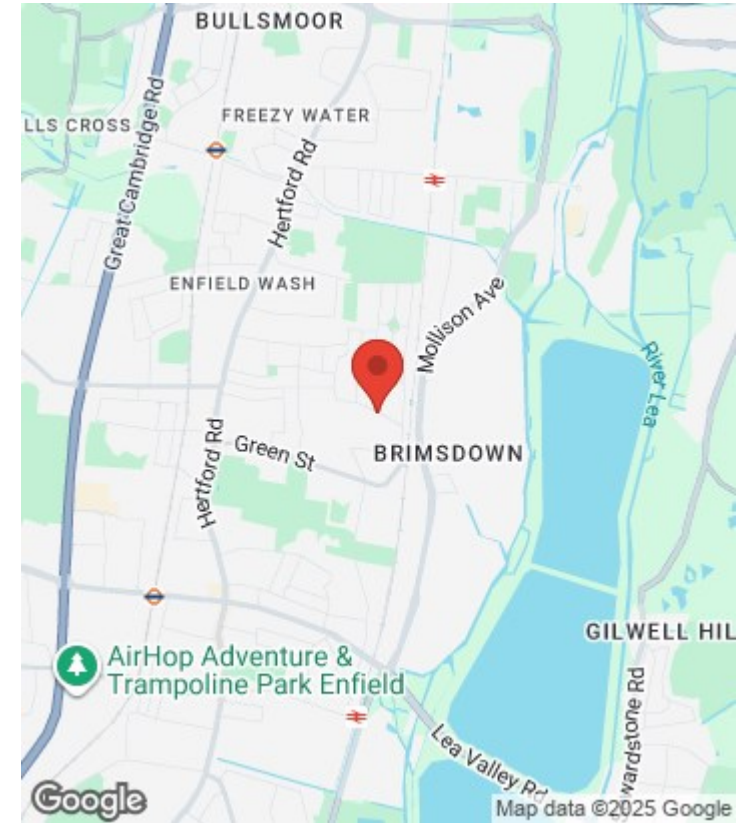 BULLSMOOR
FREEZY WATER
LLS CROSS
Great Cambridge Rd
Hertford Rd
ENFIELD WASH
Mollison Ave
River Lea
Green St
BRIMSDOWN
Hertford Rd
GILWELL HIL
AirHop Adventure &
Trampoline Park Enfield
wardstone Rd
Lea Valley Rd
Google
Map data ©2025 Google